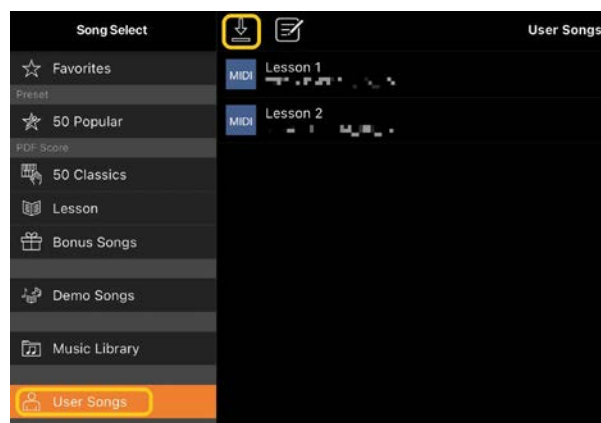 Song Select
User Songs
Favorites
Preset
50 Popular
PDF Score
50 Classics
Lesson
Bonus Songs
Demo Songs
Music Library
User Songs
MIDI
Lesson 1
MIDI
Lesson 2